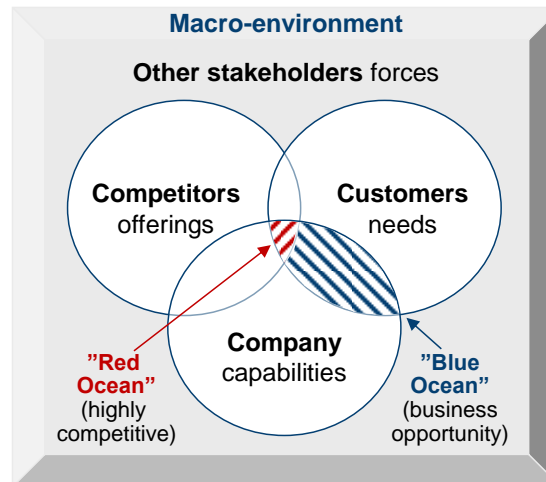 Macro-environment
Other stakeholders forces
Competitors
offerings
Customers
needs
Company
capabilities
”Red
Ocean”
(highly
competitive)
”Blue
Ocean”
(business
opportunity)